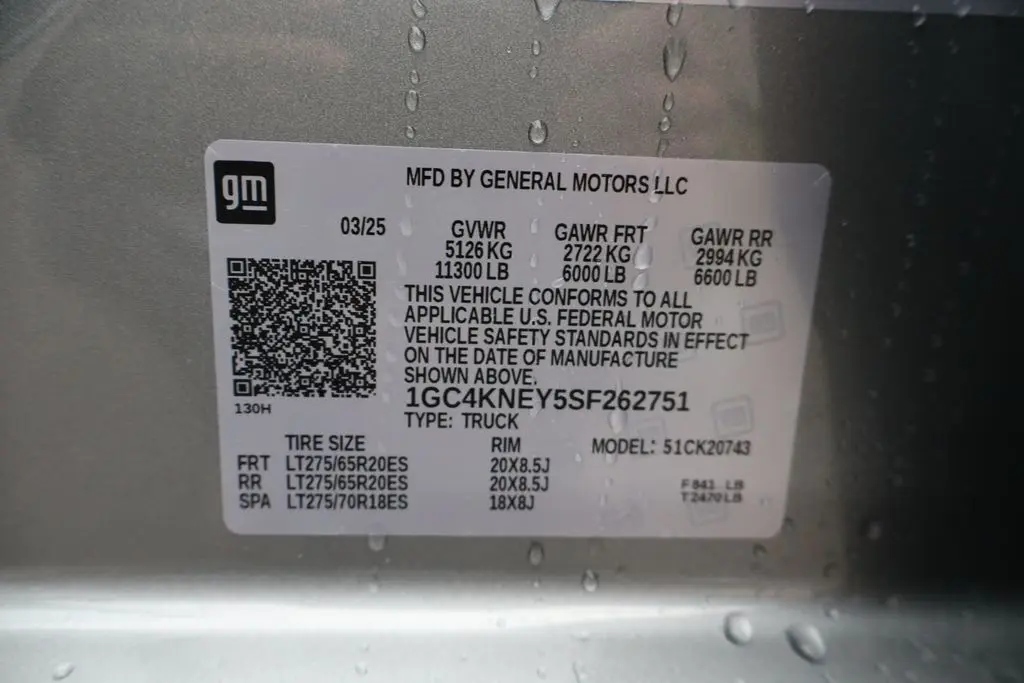 gm
MFD BY GENERAL MOTORS LLC
03/25
GVWR
5126 KG
11300 LB
GAWR FRT
2722 KG
6000 LB
GAWR RR
2994 KG
6600 LB
THIS VEHICLE CONFORMS TO ALL
APPLICABLE U.S. FEDERAL MOTOR
VEHICLE SAFETY STANDARDS IN EFFECT
ON THE DATE OF MANUFACTURE
SHOWN ABOVE.
1GC4KNEY5SF262751
130H
TYPE: TRUCK
TIRE SIZE RIM MODEL: 51CK20743
FRT LT275/65R20ES 20X8.5J
RR LT275/65R20ES 20X8.5J
SPA LT275/70R18ES 18X8J
F 841 LB
T 2470 LB